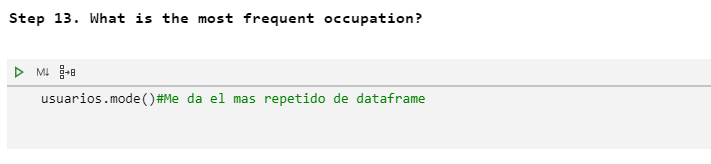 Step 13. What is the most frequent occupation?
M↓
usuarios.mode()#Me da el mas repetido de dataframe